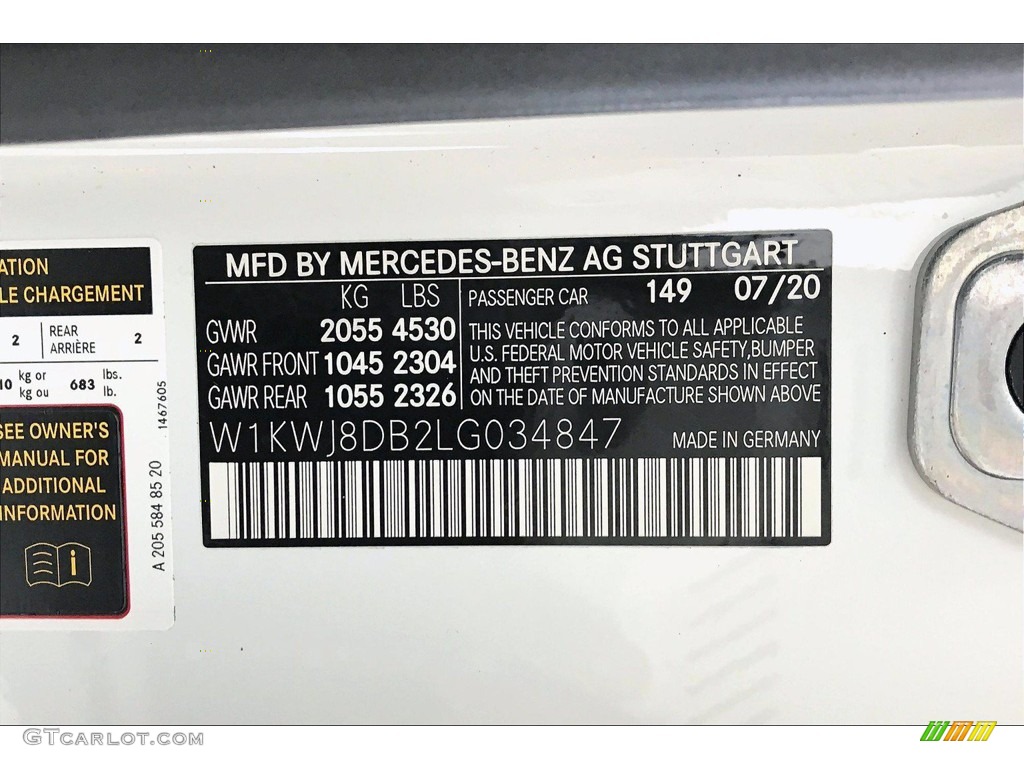 ATION
LE CHARGEMENT
2 REAR ARRIÈRE 2
10 kg or kg ou 683 lbs. lb.
SEE OWNER'S
MANUAL FOR
ADDITIONAL
INFORMATION
A 205 584 85 20
1467605
MFD BY MERCEDES-BENZ AG STUTTGART
KG LBS
GVWR 2055 4530
GAWR FRONT 1045 2304
GAWR REAR 1055 2326
PASSENGER CAR 149 07/20
THIS VEHICLE CONFORMS TO ALL APPLICABLE
U.S. FEDERAL MOTOR VEHICLE SAFETY,BUMPER
AND THEFT PREVENTION STANDARDS IN EFFECT
ON THE DATE OF MANUFACTURE SHOWN ABOVE
W1KWJ8DB2LG034847 MADE IN GERMANY
GTCARLOT.COM